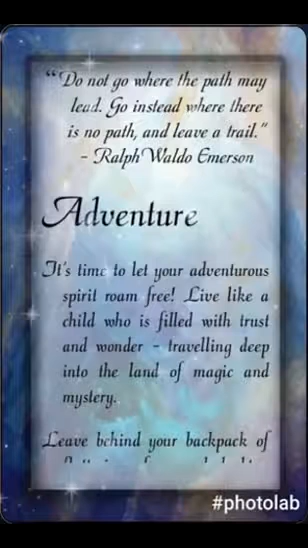 “Do not go where the path may
lead. Go instead where there
is no path, and leave a trail.”
- Ralph Waldo Emerson
Adventure
It's time to let your adventurous
spirit roam free! Live like a
child who is filled with trust
and wonder - travelling deep
into the land of magic and
mystery.
Leave behind your backpack of
#photolab